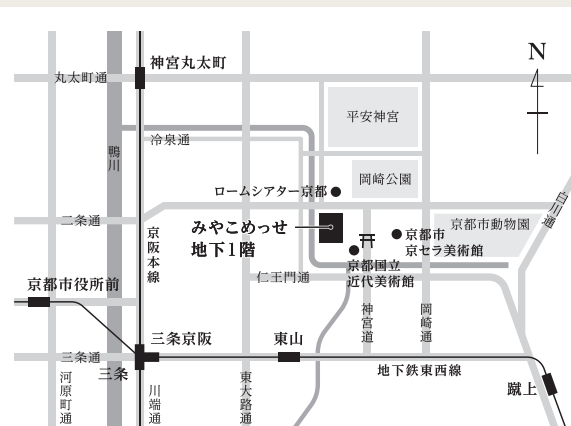 神宮丸太町
N
丸太町通
平安神宮
冷泉通
鴨川
岡崎公園
ロームシアター京都
白川通
二条通
みやこめっせ
地下1階
京都市動物園
京都市
京セラ美術館
京阪本線
京都国立
近代美術館
仁王門通
京都市役所前
神宮道
岡崎通
三条京阪
東山
三条通
三条
地下鉄東西線
蹴上
河原町通
川端通
東大路通